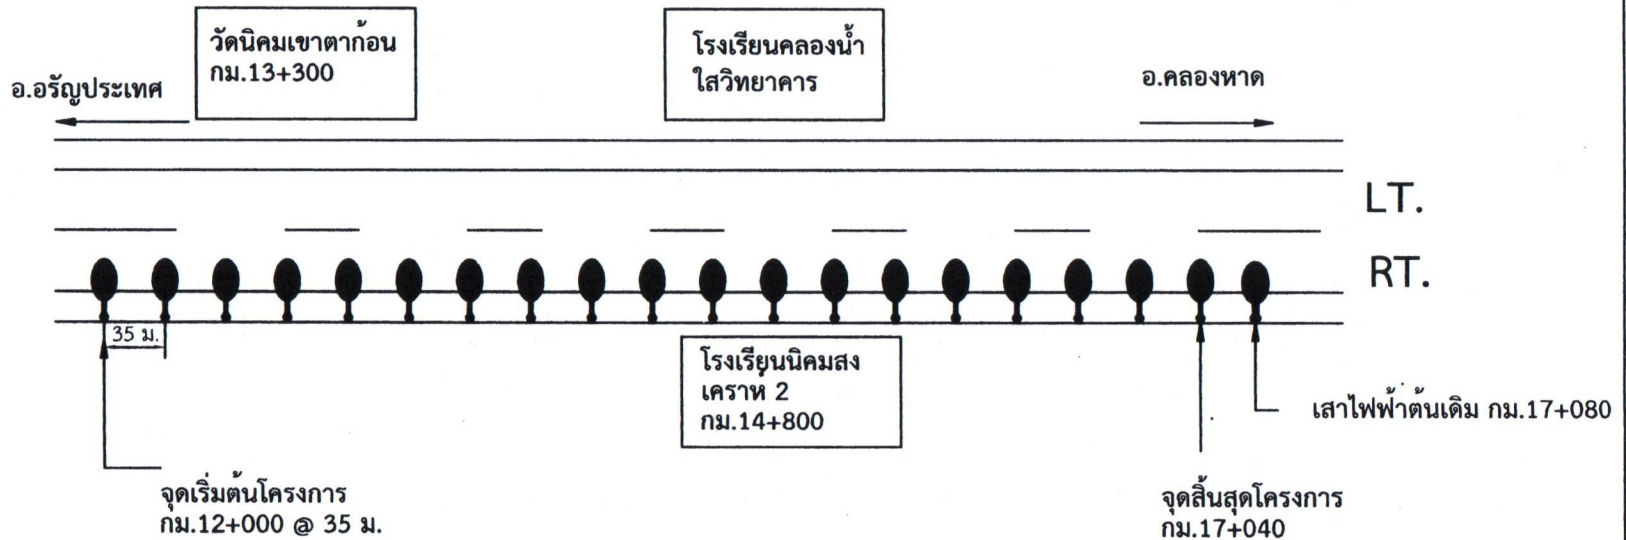 วัดนิคมเขาตาก้อน
กม.13+300
โรงเรียนคลองน้ำ
ใสวิทยาคาร
อ.อรัญประเทศ
อ.คลองหาด
LT.
RT.
35 ม.
โรงเรียนนิคมสง
เคราห์ 2
กม.14+800
เสาไฟฟ้าต้นเดิม กม.17+080
จุดเริ่มต้นโครงการ
กม.12+000 @ 35 ม.
จุดสิ้นสุดโครงการ
กม.17+040